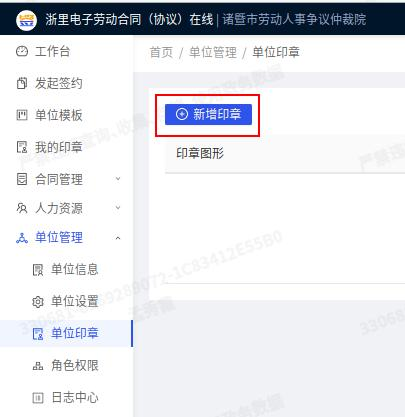 浙里电子劳动合同（协议）在线 | 诸暨市劳动人事争议仲裁院
工作台
发起签约
单位模板
我的印章
合同管理
人力资源
单位管理
单位信息
单位设置
单位印章
角色权限
日志中心
首页 / 单位管理 / 单位印章
新增印章
印章图形